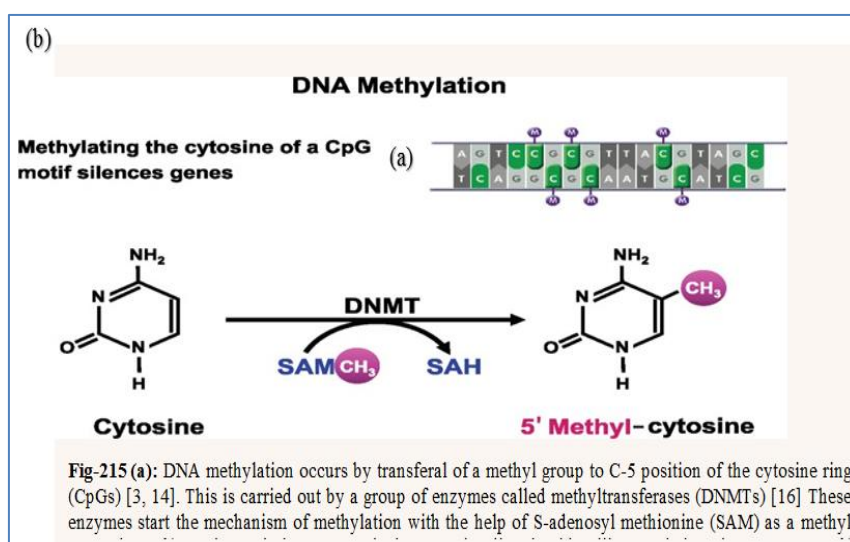 (b)
DNA Methylation
Methylating the cytosine of a CpG
motif silences genes
(a)
M M M
A G T C C G C G T T A C G T A G C
T C A G G C G C A A T G C A T C G
M M M
NH₂
N
O
N
H
Cytosine
DNMT
SAM CH₃
SAH
NH₂
CH₃
N
O
N
H
5' Methyl-cytosine
Fig-215 (a): DNA methylation occurs by transferal of a methyl group to C-5 position of the cytosine ring
(CpGs) [3, 14]. This is carried out by a group of enzymes called methyltransferases (DNMTs) [16] These
enzymes start the mechanism of methylation with the help of S-adenosyl methionine (SAM) as a methyl